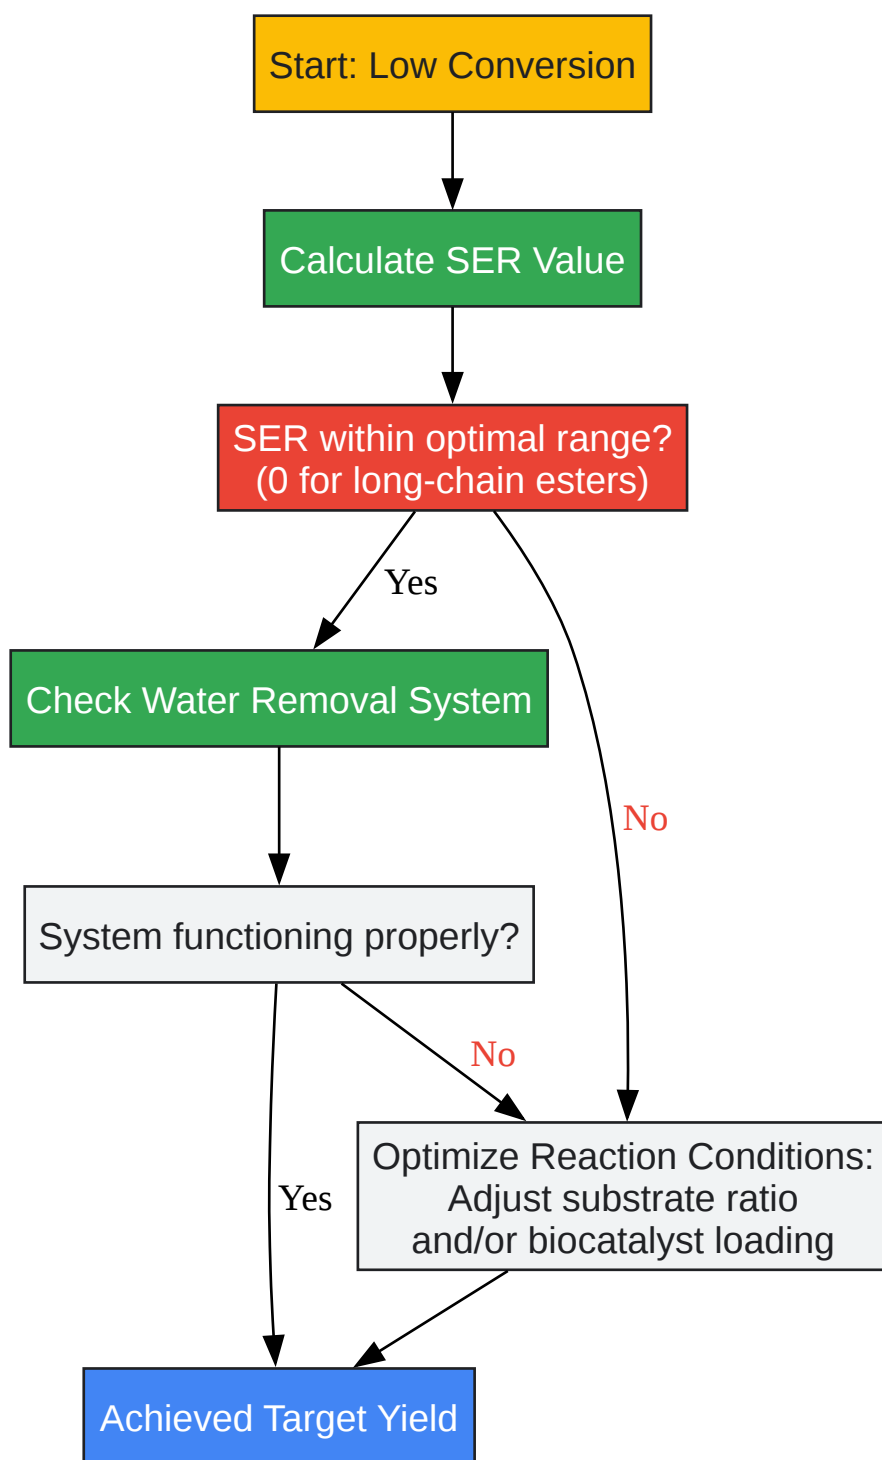 Start: Low Conversion
Calculate SER Value
SER within optimal range?
(0 for long-chain esters)
Yes
Check Water Removal System
No
System functioning properly?
No
Optimize Reaction Conditions:
Adjust substrate ratio
and/or biocatalyst loading
Yes
Achieved Target Yield